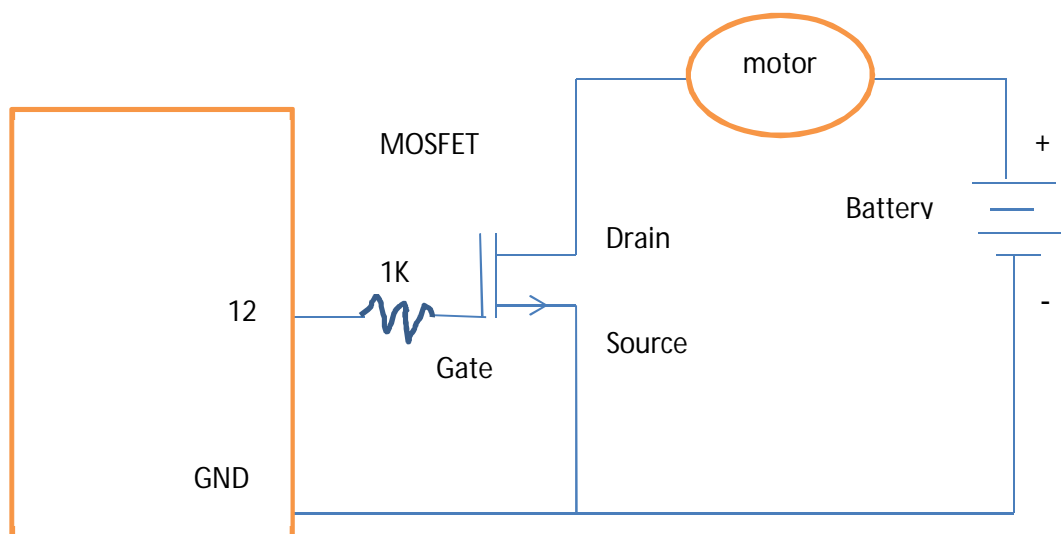 motor
MOSFET
+
Battery
Drain
1K
12
-
Source
Gate
GND